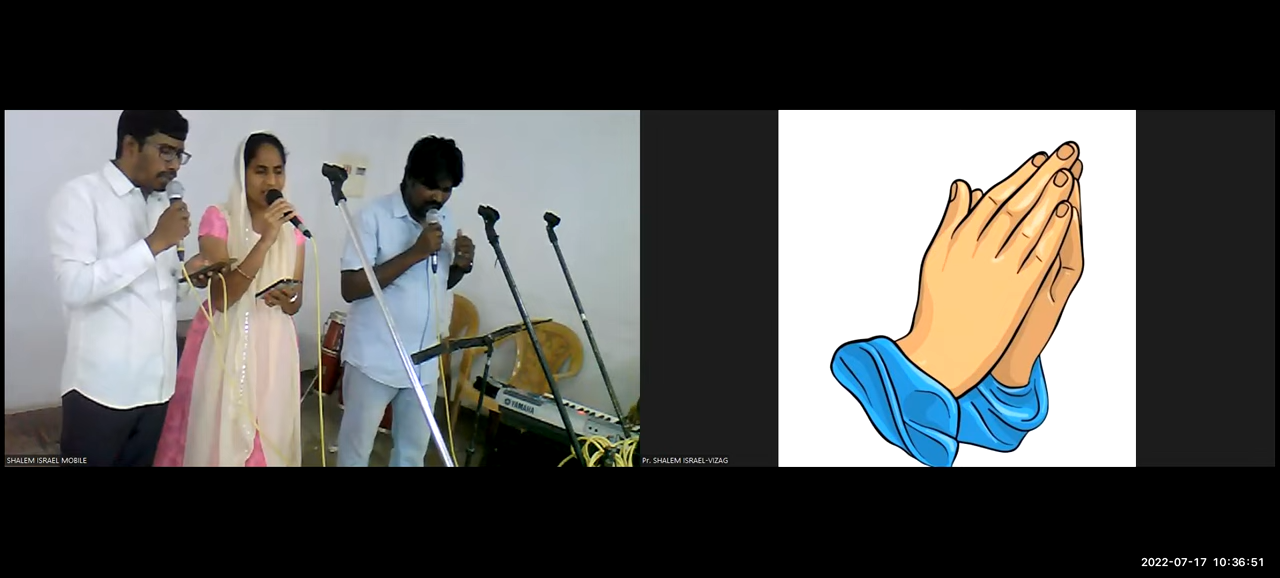 YAMAHA
SHALEM ISRAEL MOBILE
Pr. SHALEM ISRAEL-VIZAG
2022-07-17 10:36:51